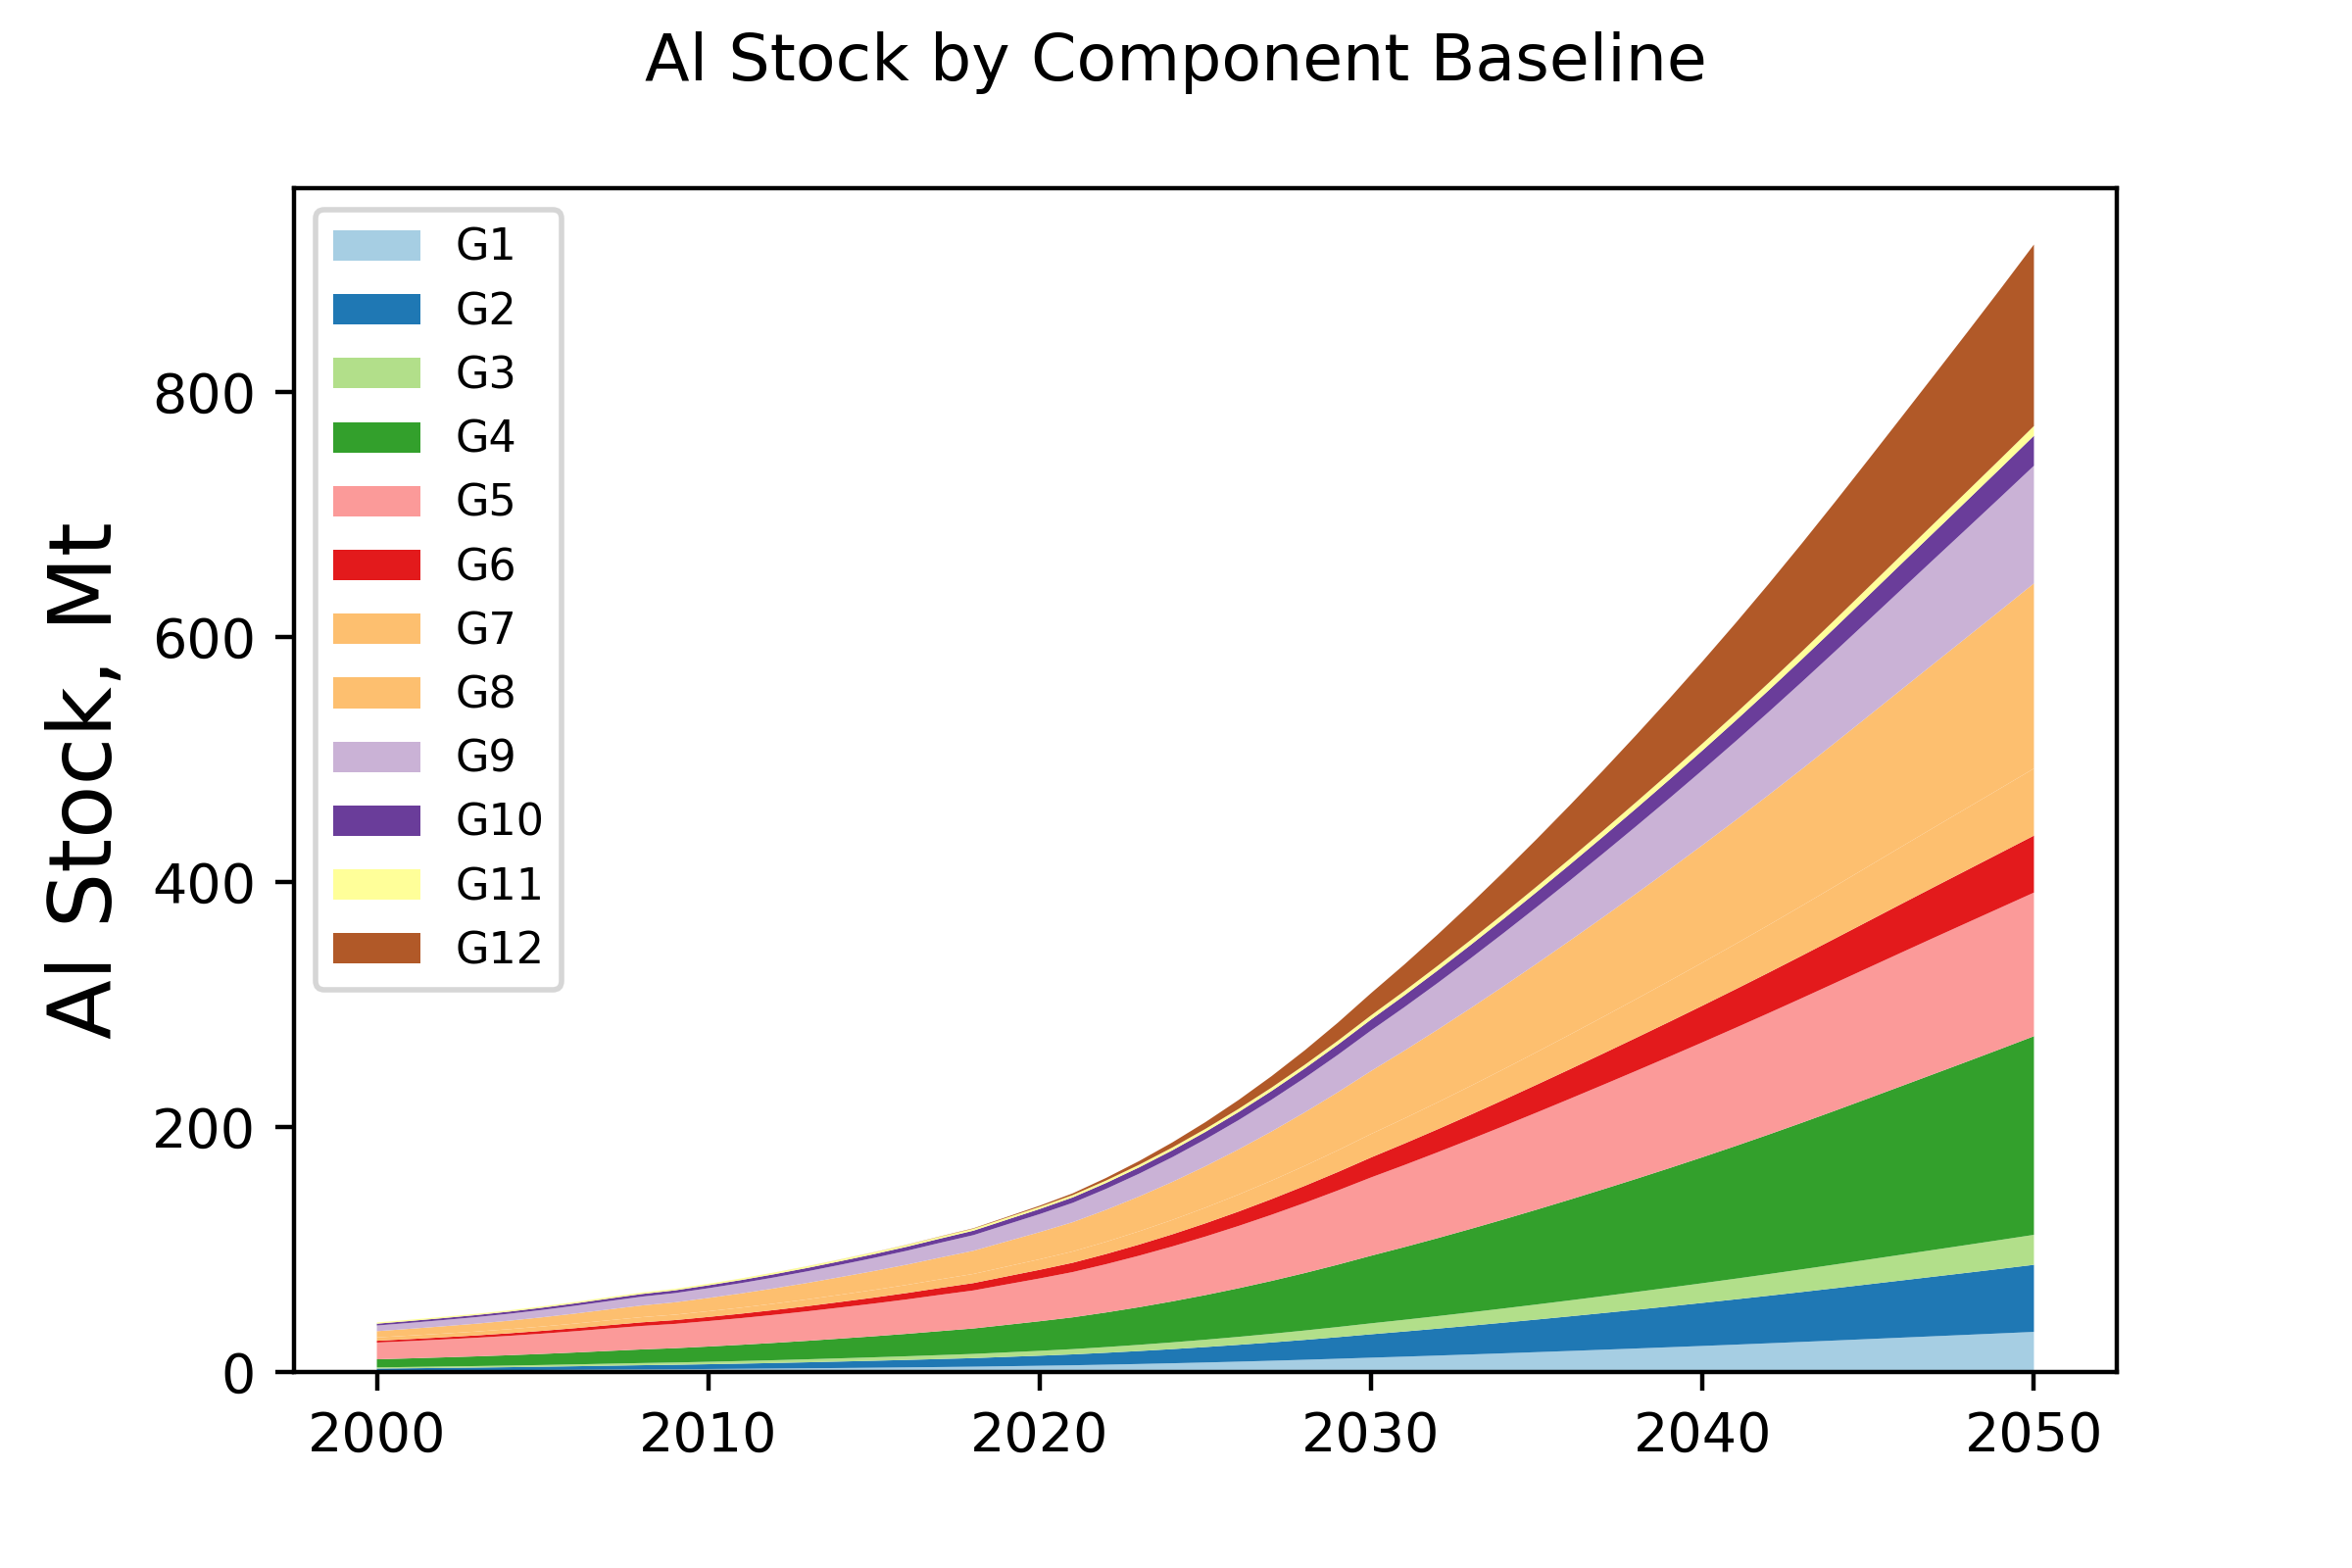 Al Stock by Component Baseline
Al Stock, Mt
800
600
400
200
0
G1
G2
G3
G4
G5
G6
G7
G8
G9
G10
G11
G12
2000 2010 2020 2030 2040 2050